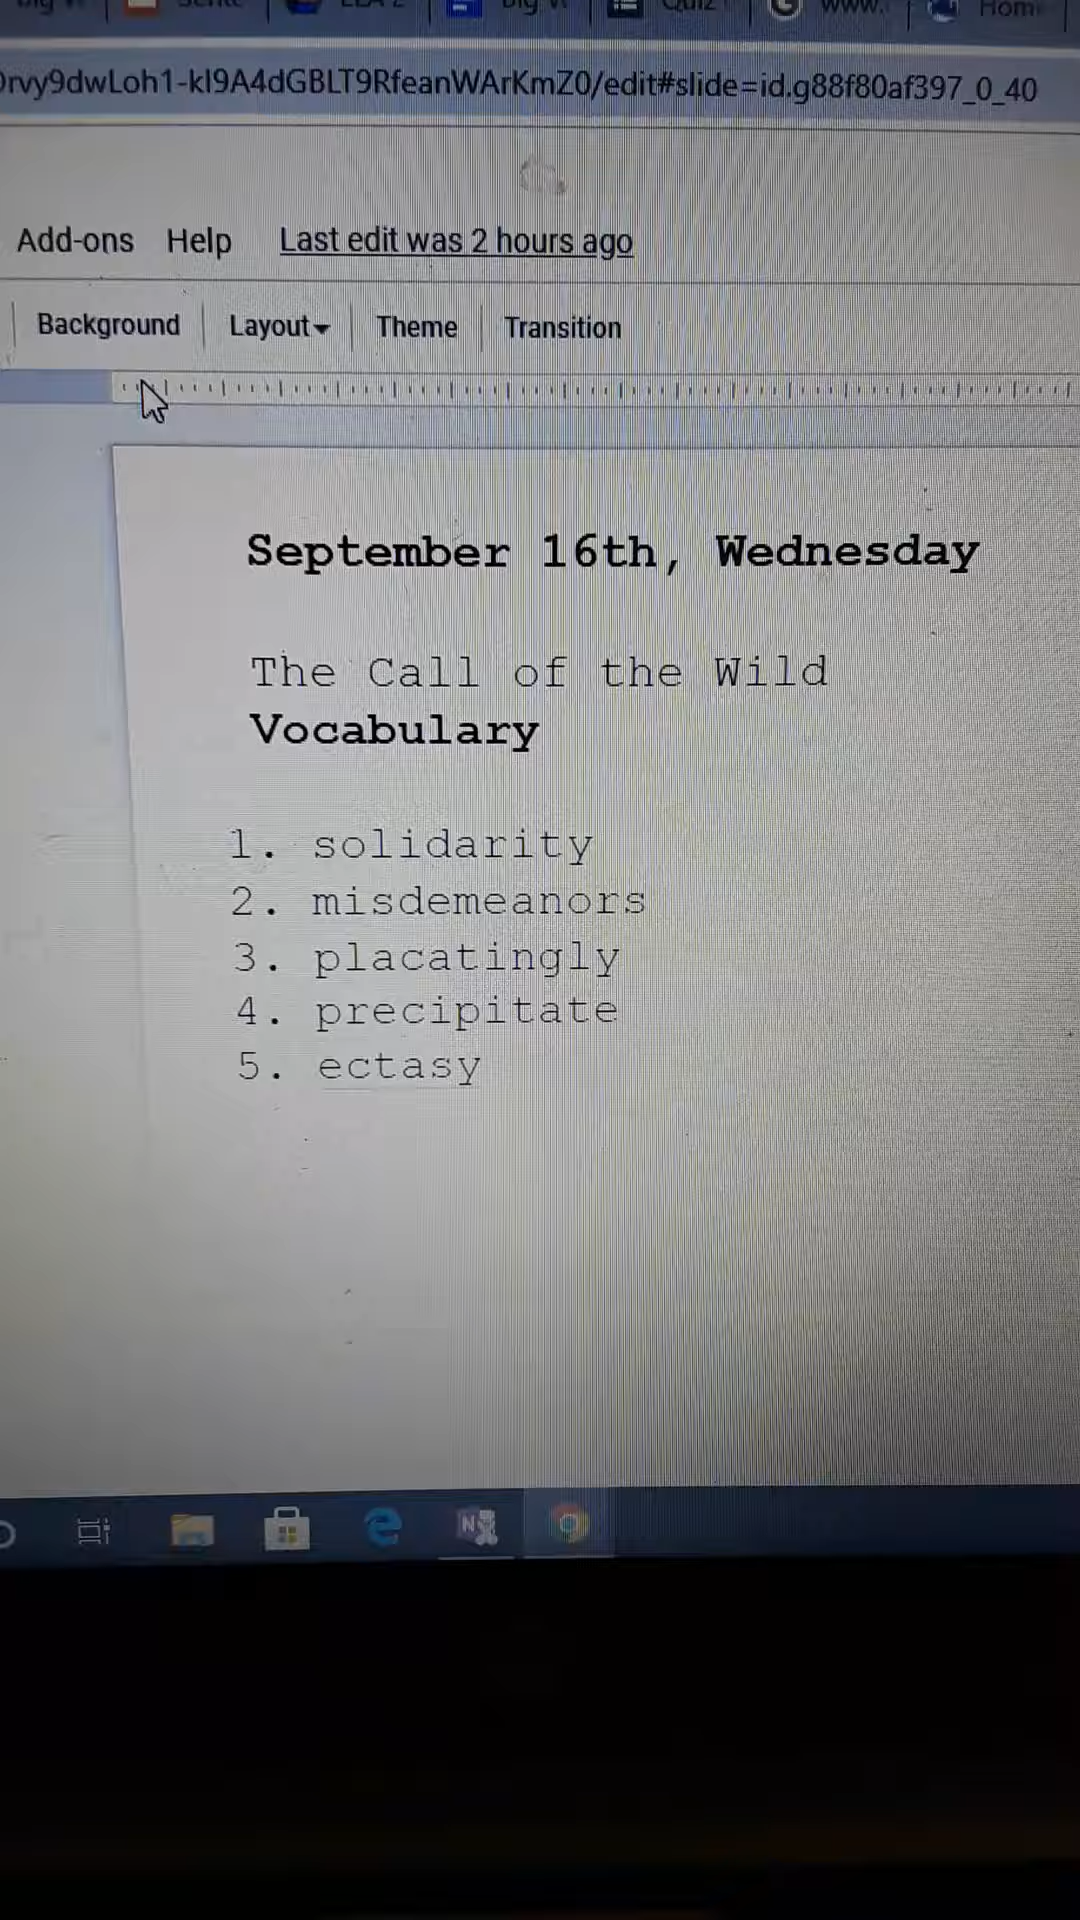 rvy9dwLoh1-kI9A4dGBLT9RfeanWArKmZ0/edit#slide=id.g88f80af397_0_40
Add-ons Help Last edit was 2 hours ago
Background Layout Theme Transition
September 16th, Wednesday
The Call of the Wild
Vocabulary
1. solidarity
2. misdemeanors
3. placatingly
4. precipitate
5. ectasy